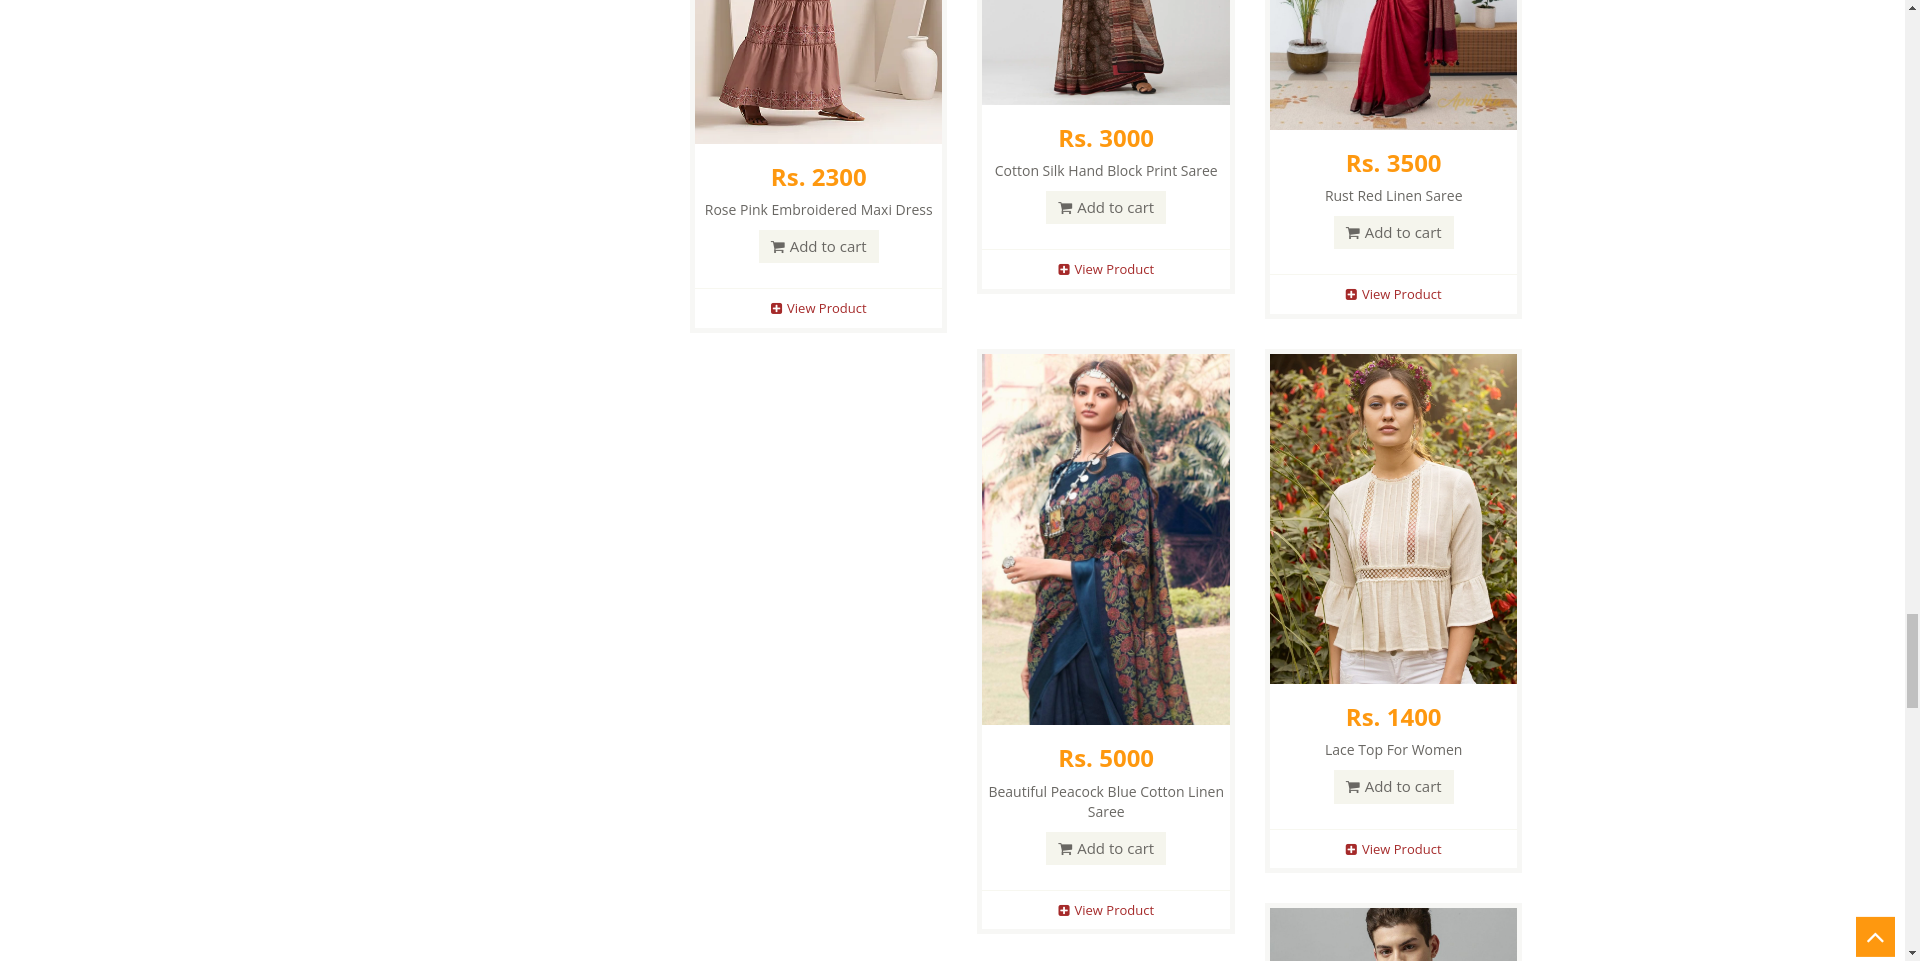 Rs. 2300
Rose Pink Embroidered Maxi Dress
Add to cart
View Product
Rs. 3000
Cotton Silk Hand Block Print Saree
Add to cart
View Product
Rs. 3500
Rust Red Linen Saree
Add to cart
View Product
Rs. 5000
Beautiful Peacock Blue Cotton Linen
Saree
Add to cart
View Product
Rs. 1400
Lace Top For Women
Add to cart
View Product